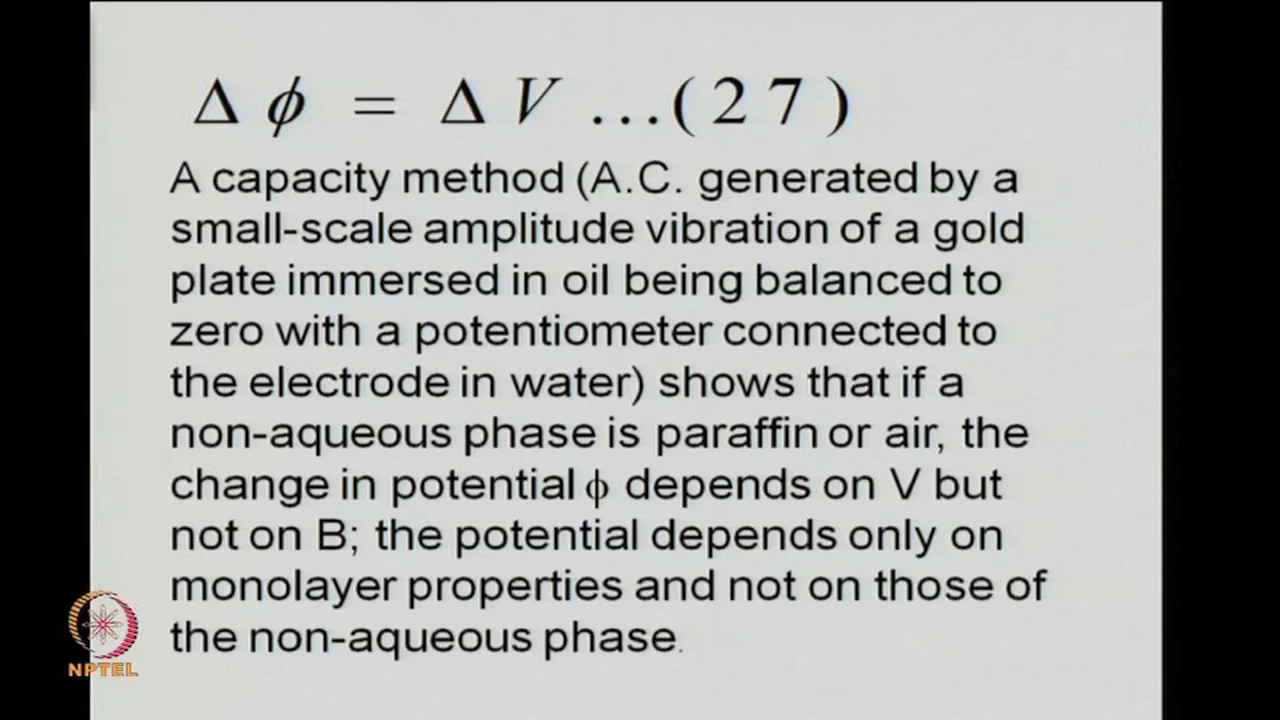 Δ ϕ = Δ V ...(27)
A capacity method (A.C. generated by a
small-scale amplitude vibration of a gold
plate immersed in oil being balanced to
zero with a potentiometer connected to
the electrode in water) shows that if a
non-aqueous phase is paraffin or air, the
change in potential ϕ depends on V but
not on B; the potential depends only on
monolayer properties and not on those of
the non-aqueous phase.
NPTEL